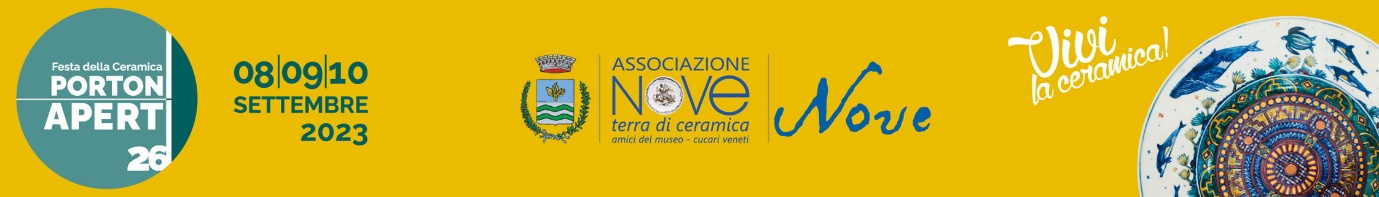 Festa della Ceramica
PORTON
APERT
26
08|09|10
SETTEMBRE
2023
ASSOCIAZIONE
NOVE
terra di ceramica
amici del museo - cucari veneti
Nove
Vivi
la ceramica!